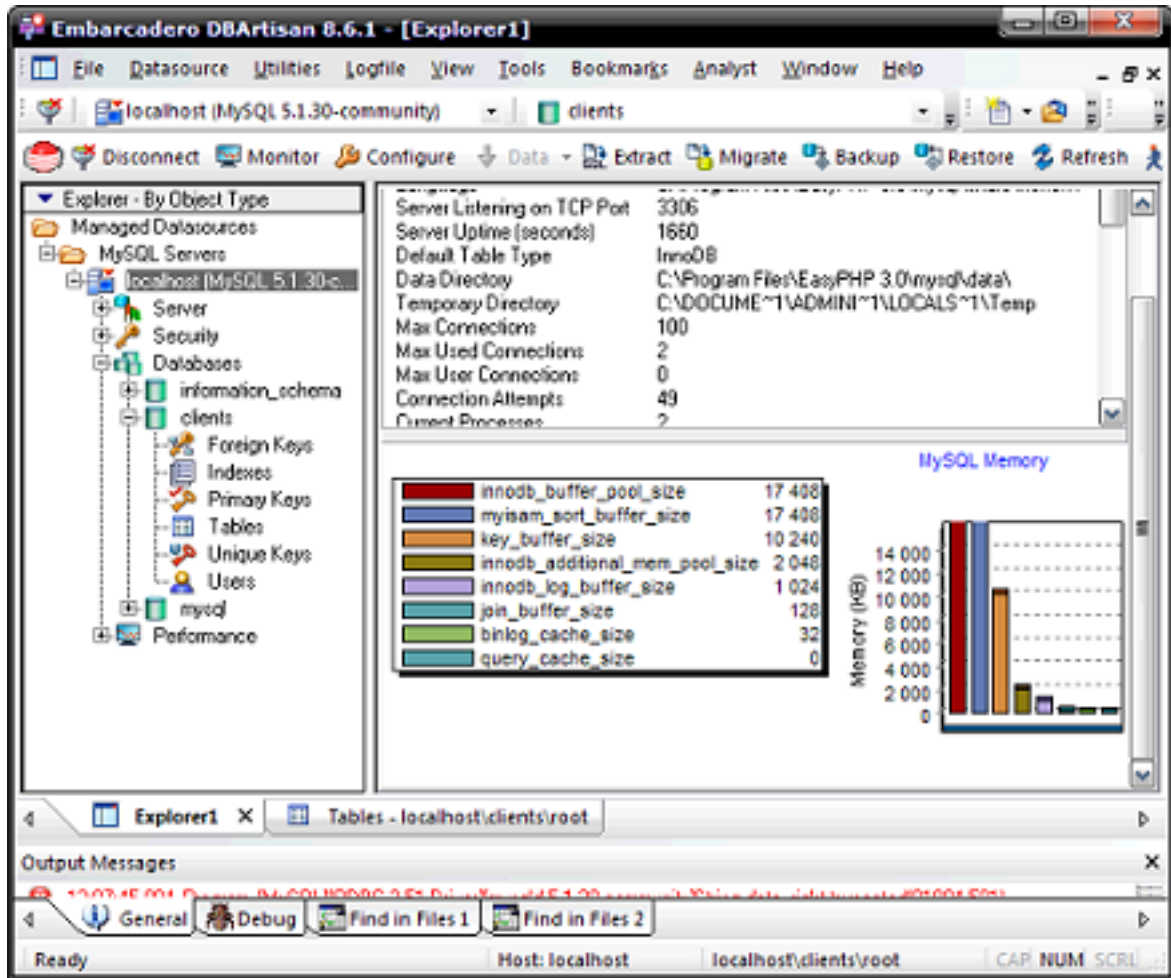 Embarcadero DBArtisan 8.6.1 - [Explorer1]
File Datasource Utilities Logfile View Tools Bookmarks Analyst Window Help
localhost (MySQL 5.1.30-community) clients
Disconnect Monitor Configure Data Extract Migrate Backup Restore Refresh
Explorer - By Object Type
Managed Datasources
MySQL Servers
localhost (MySQL 5.1.30-c...
Server
Security
Databases
information_schema
clients
Foreign Keys
Indexes
Primary Keys
Tables
Unique Keys
Users
mysql
Performance
Server Listening on TCP Port 3306
Server Uptime (seconds) 1660
Default Table Type InnoDB
Data Directory C:\Program Files\EasyPHP 3.0\mysql\data\
Temporary Directory C:\DOCUME~1\ADMINI~1\LOCALS~1\Temp
Max Connections 100
Max Used Connections 2
Max User Connections 0
Connection Attempts 49
Current Processes 2
innodb_buffer_pool_size 17 408
myisam_sort_buffer_size 17 408
key_buffer_size 10 240
innodb_additional_mem_pool_size 2 048
innodb_log_buffer_size 1 024
join_buffer_size 128
binlog_cache_size 32
query_cache_size 0
MySQL Memory
Memory (KB)
14 000
12 000
10 000
8 000
6 000
4 000
2 000
0
Explorer1 Tables - localhost\clients\root
Output Messages
General Debug Find in Files 1 Find in Files 2
Ready Host: localhost localhost\clients\root CAP NUM SCRL